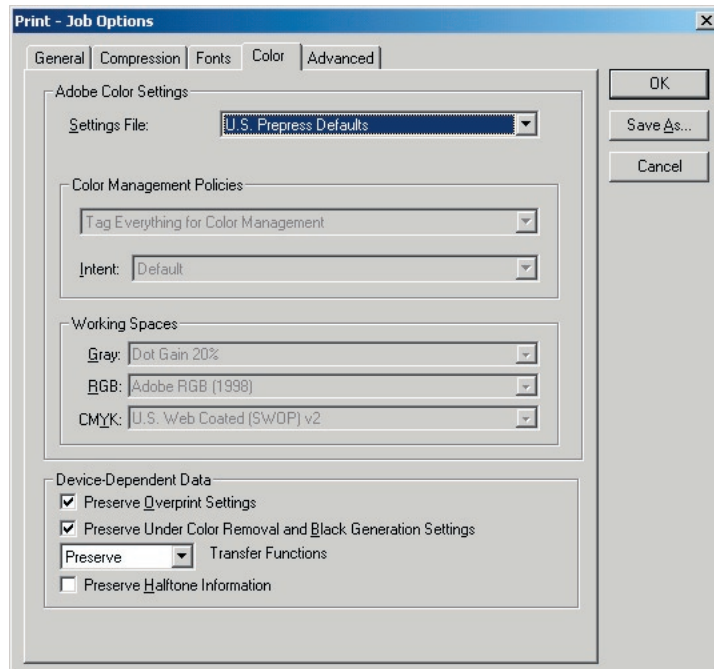 Print - Job Options
General Compression Fonts Color Advanced
OK
Save As...
Cancel
Adobe Color Settings
Settings File: U.S. Prepress Defaults
Color Management Policies
Tag Everything for Color Management
Intent: Default
Working Spaces
Gray: Dot Gain 20%
RGB: Adobe RGB (1998)
CMYK: U.S. Web Coated (SWOP) v2
Device-Dependent Data
Preserve Overprint Settings
Preserve Under Color Removal and Black Generation Settings
Preserve Transfer Functions
Preserve Halftone Information